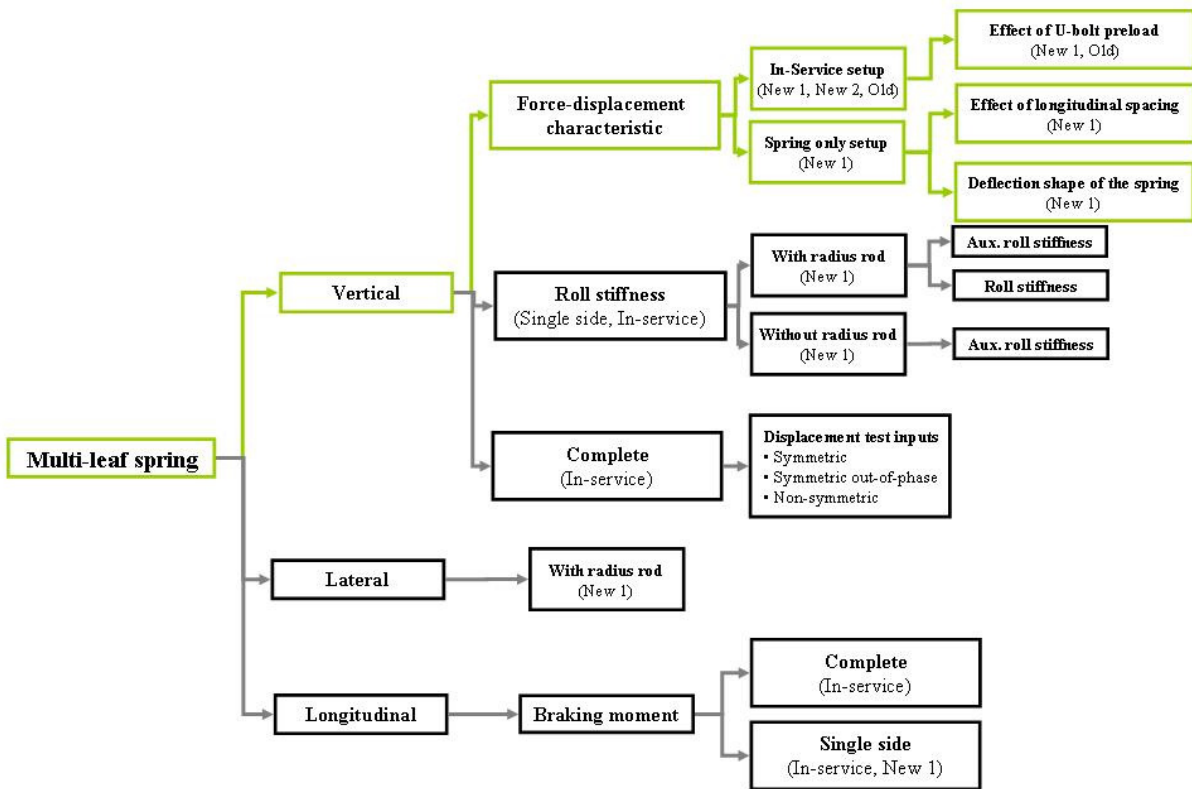 Multi-leaf spring
Vertical
Force-displacement
characteristic
In-Service setup
(New 1, New 2, Old)
Effect of U-bolt preload
(New 1, Old)
Spring only setup
(New 1)
Effect of longitudinal spacing
(New 1)
Deflection shape of the spring
(New 1)
Roll stiffness
(Single side, In-service)
With radius rod
(New 1)
Aux. roll stiffness
Roll stiffness
Without radius rod
(New 1)
Aux. roll stiffness
Complete
(In-service)
Displacement test inputs
▪ Symmetric
▪ Symmetric out-of-phase
▪ Non-symmetric
Lateral
With radius rod
(New 1)
Longitudinal
Braking moment
Complete
(In-service)
Single side
(In-service, New 1)